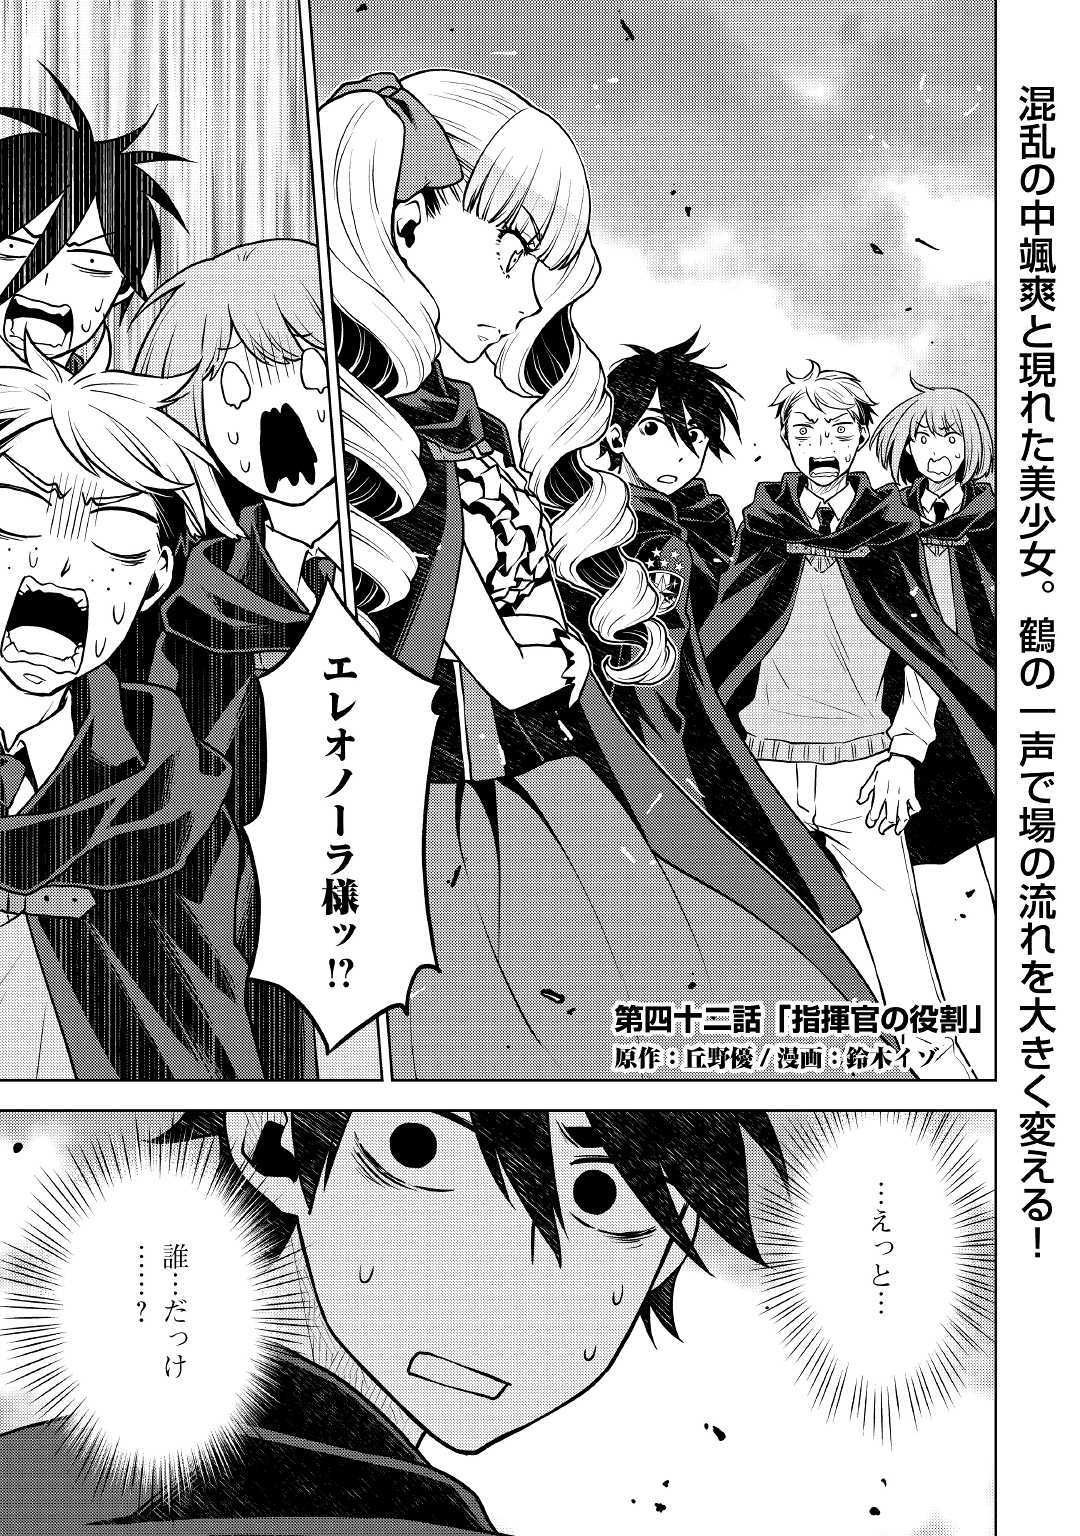 混乱の中颯爽と現れた美少女。鶴の一声で場の流れを大きく変える!
エレオノーラ様ッ!?
第四十二話「指揮官の役割」
原作:丘野優/漫画:鈴木イゾ
…えっと…
誰…だっけ
……?